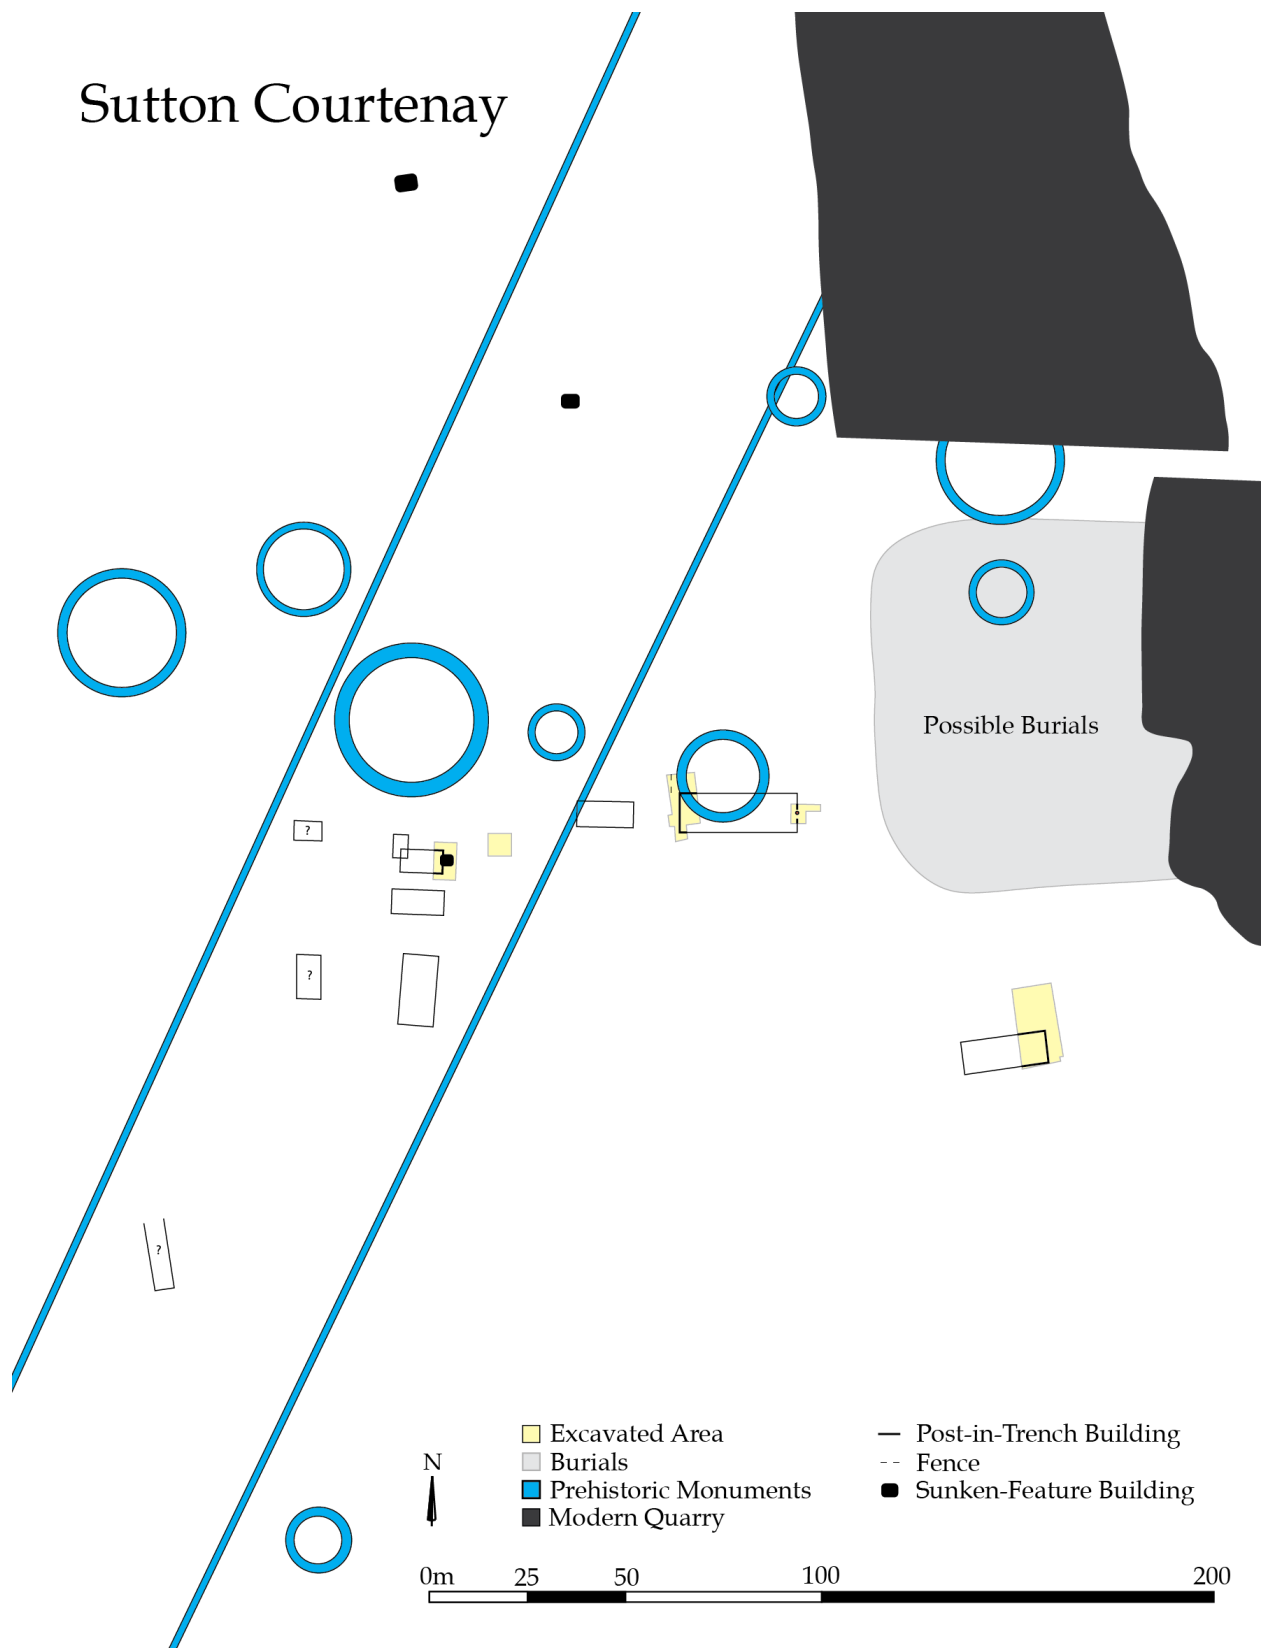 Sutton Courtenay
Possible Burials
?
?
?
Excavated Area
Burials
Prehistoric Monuments
Modern Quarry
Post-in-Trench Building
Fence
Sunken-Feature Building
N
0m 25 50 100 200